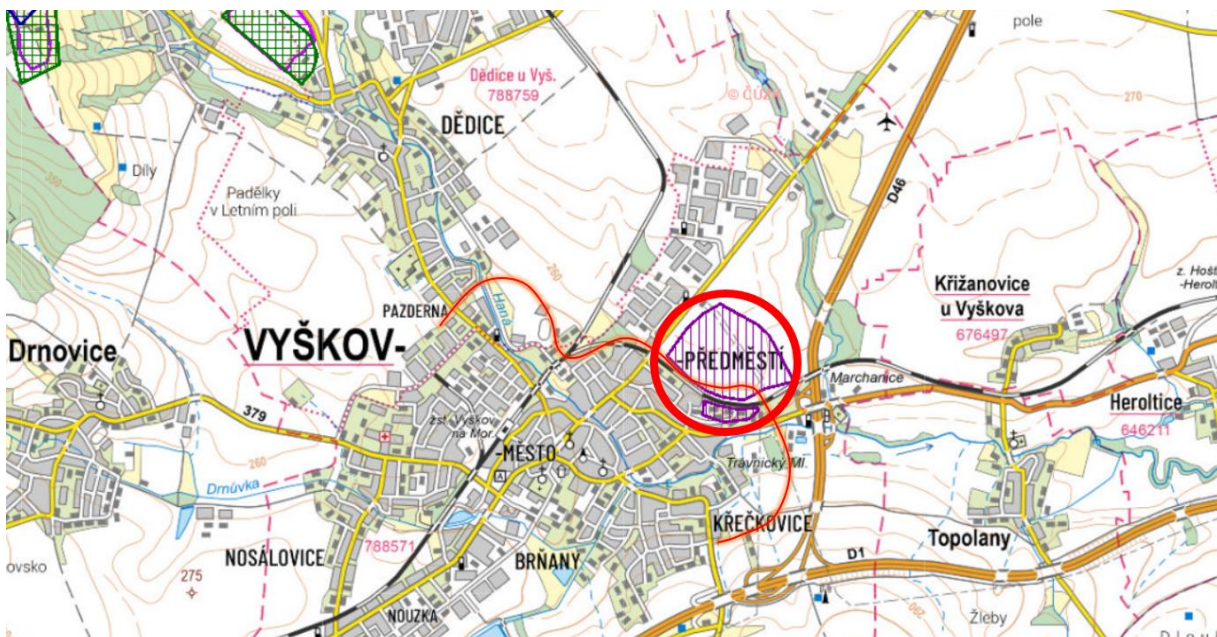 pole
Dědice u Vyš.
788759
© ČÚZK
270
DĚDICE
Díly
350
Padělky
v Letním poli
D46
260
z. Hošt
-Herolt
Křižanovice
u Vyškova
676497
PAZDERNA
Haná
VYŠKOV-
Drnovice
-PŘEDMĚSTÍ
Marchanice
379
žst. Vyškov
na Mor.
Heroltice
646211
-MĚSTO
260
Trávnický Ml.
Drnůvka
KŘEČKOVICE
Topolany
788571
NOSÁLOVICE
BRŇANY
D1
ovsko
275
NOUZKA
290
Žleby